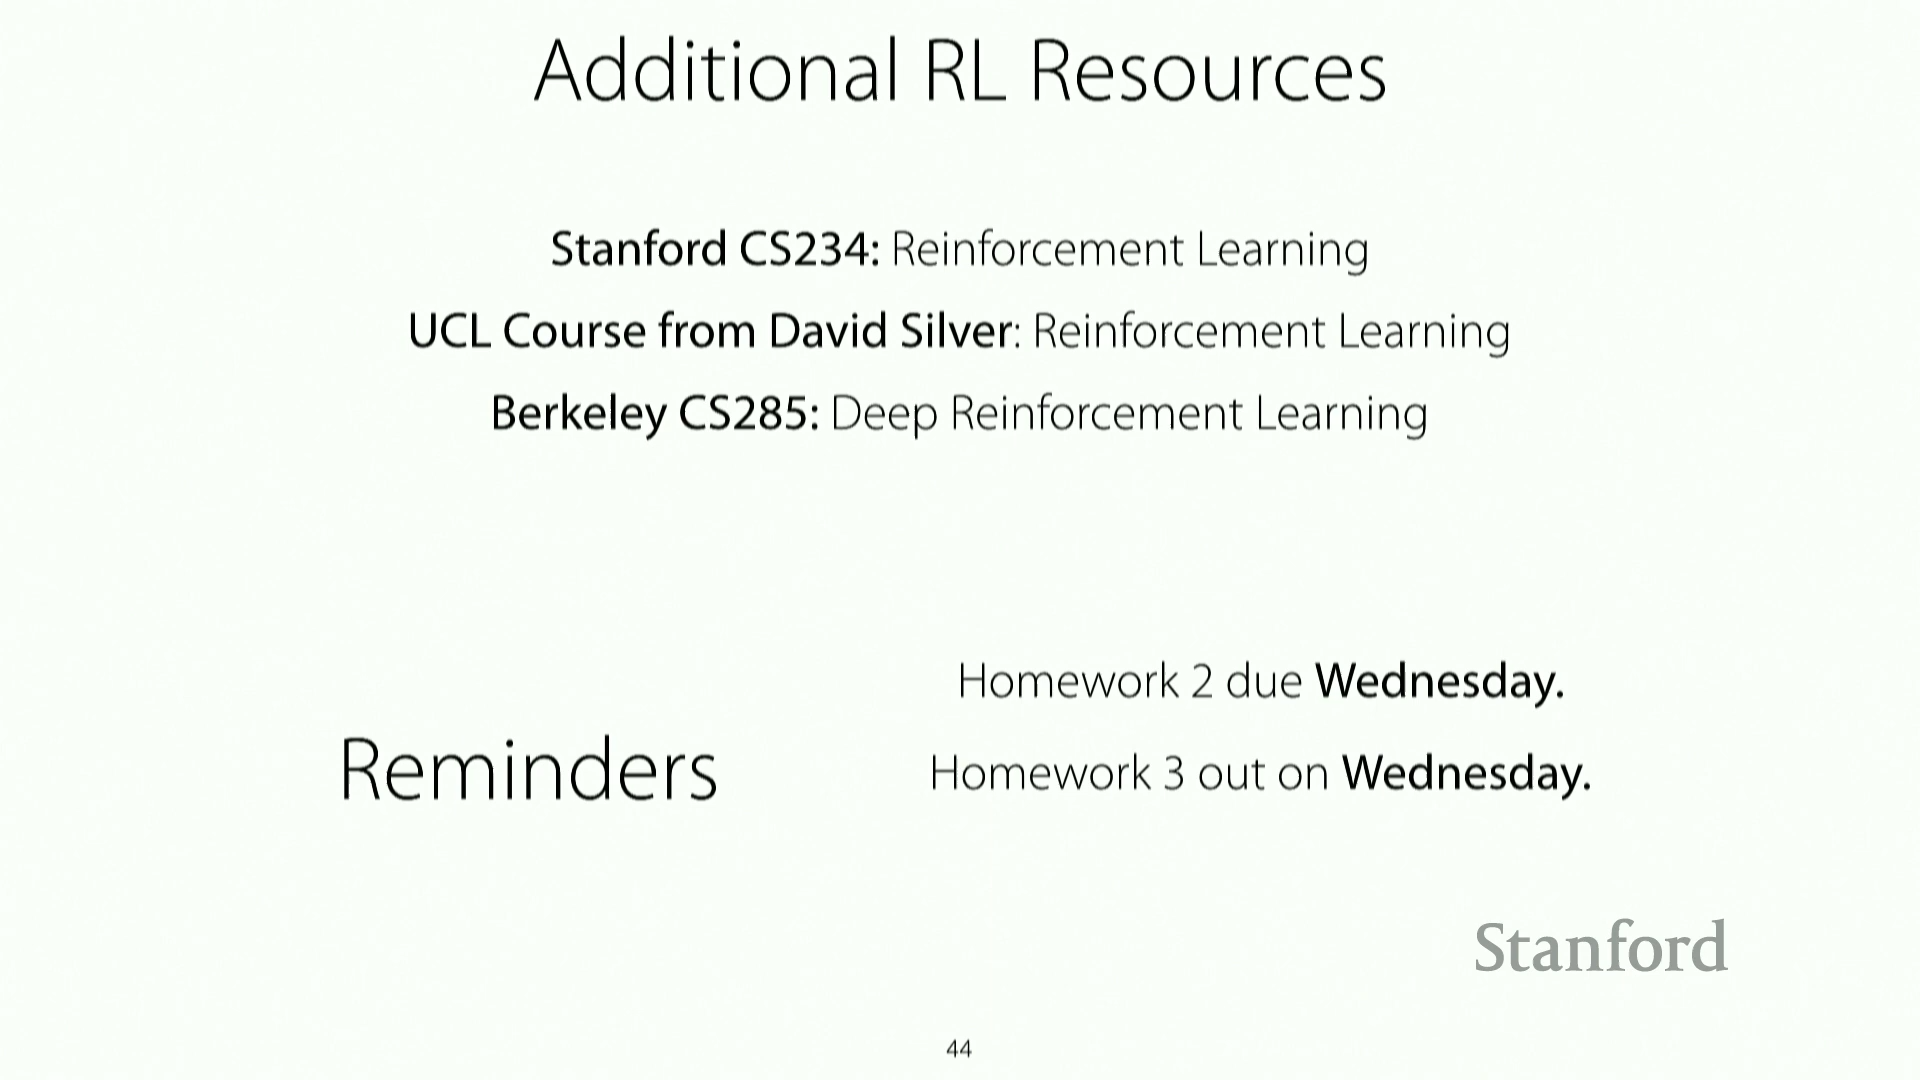 Additional RL Resources
Stanford CS234: Reinforcement Learning
UCL Course from David Silver: Reinforcement Learning
Berkeley CS285: Deep Reinforcement Learning
Reminders
Homework 2 due Wednesday.
Homework 3 out on Wednesday.
Stanford
44